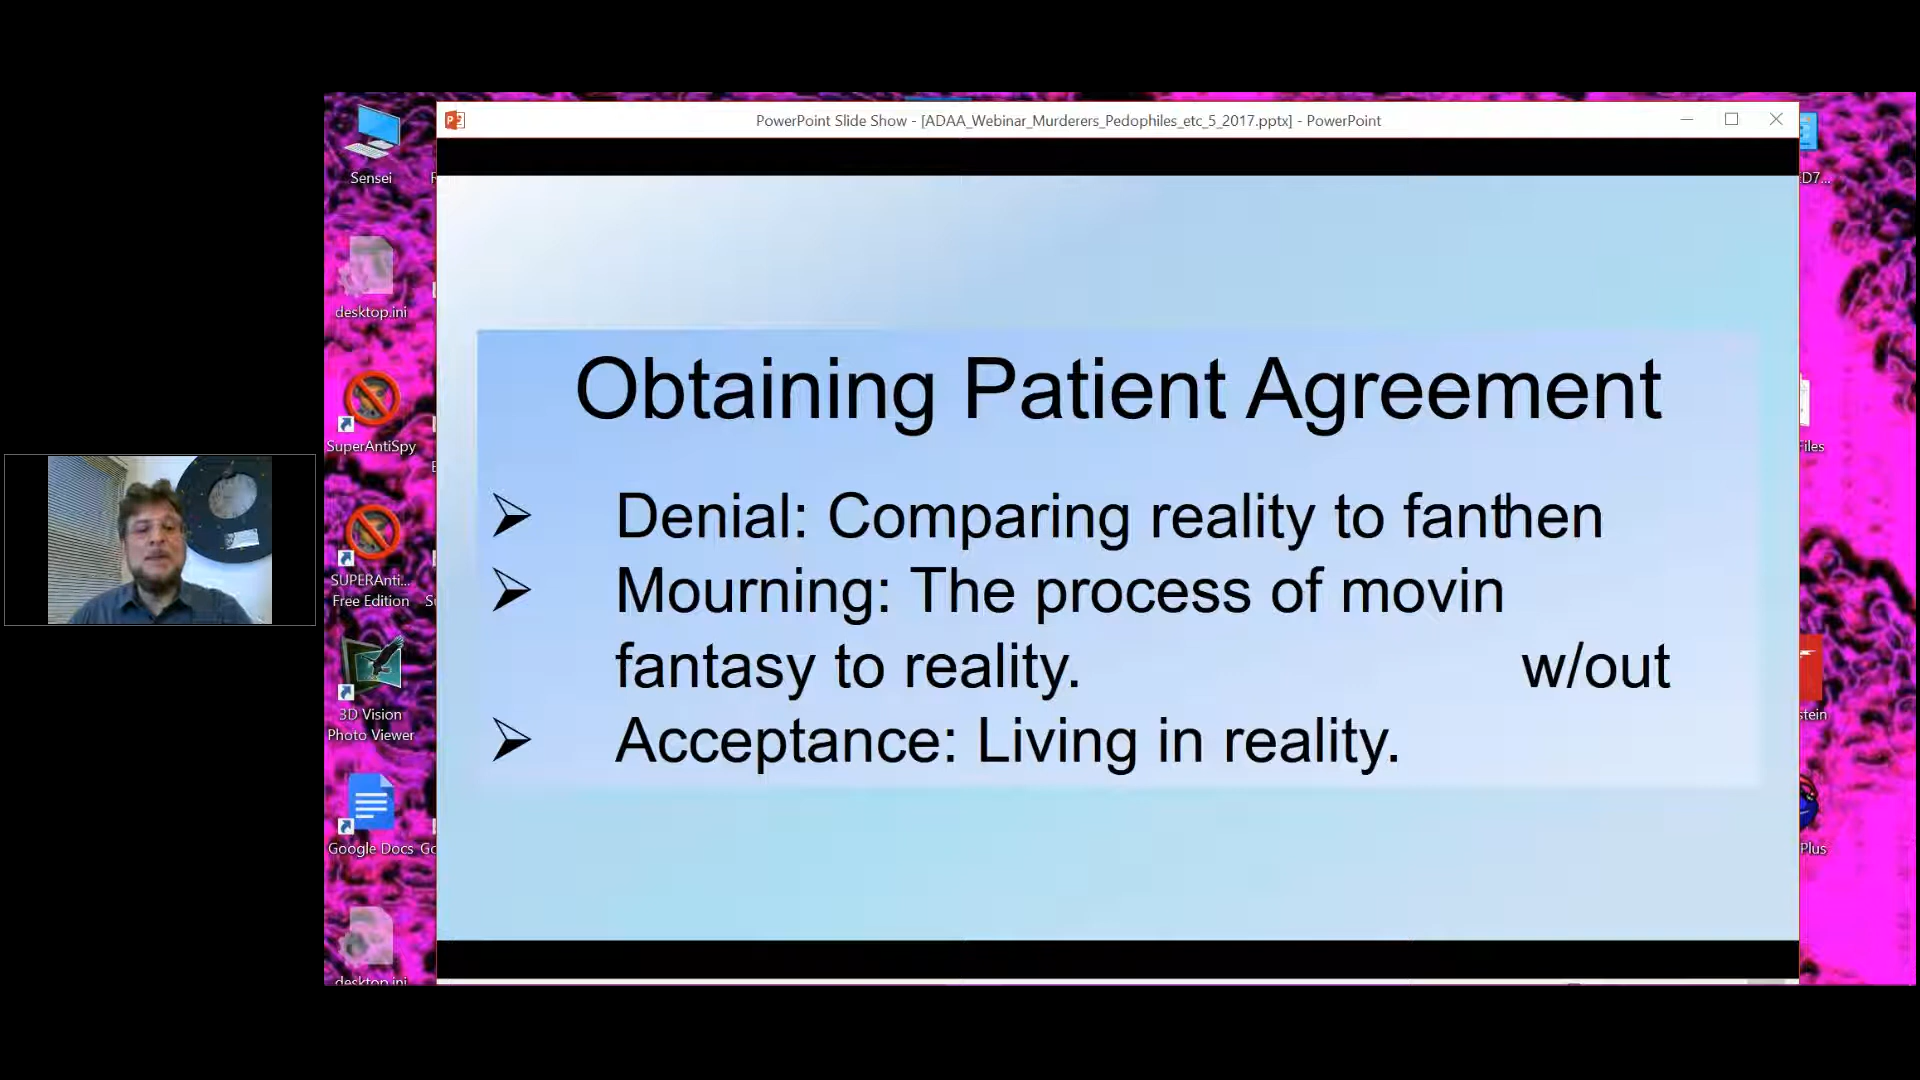 PowerPoint Slide Show - [ADAA_Webinar_Murderers_Pedophiles_etc_5_2017.pptx] - PowerPoint
Sensei
desktop.ini
SuperAntiSpy
SUPERAnti...
Free Edition
3D Vision
Photo Viewer
Google Docs
desktop.ini
Obtaining Patient Agreement
Denial: Comparing reality to fanthen
Mourning: The process of movin
fantasy to reality. w/out
Acceptance: Living in reality.
D7...
Files
stein
Plus